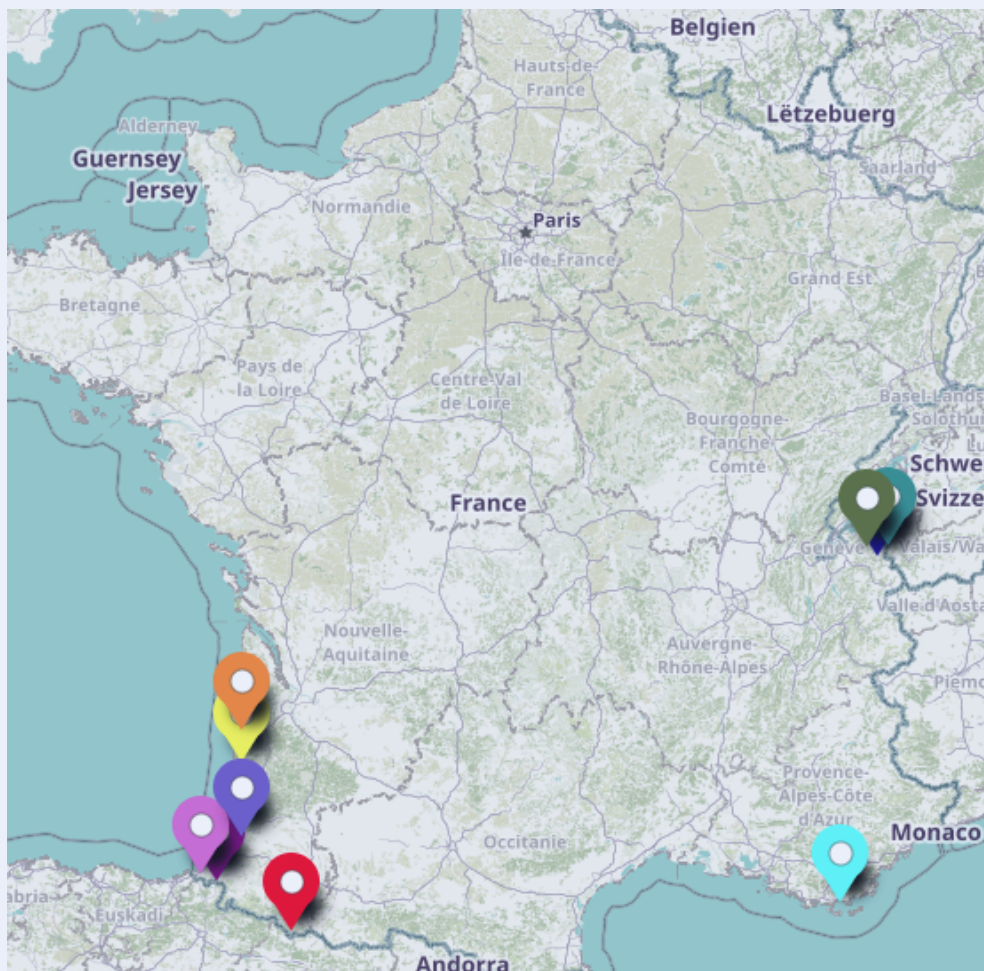 Belgien
Hauts-de-
France
Lëtzebuerg
Alderney
Guernsey
Jersey
Saarland
Normandie
Paris
Île-de-France
Grand Est
Bretagne
Pays de
la Loire
Centre-Val
de Loire
Basel-Lands
Solothur
Bourgogne-
Franche-
Comté
Schwe
France
Svizze
Genève
Valais/Wa
Valle d'Aosta
Nouvelle-
Aquitaine
Auvergne-
Rhône-Alpes
Piemo
Provence-
Alpes-Côte
d'Azur
Monaco
Occitanie
abria
Euskadi
Andorra